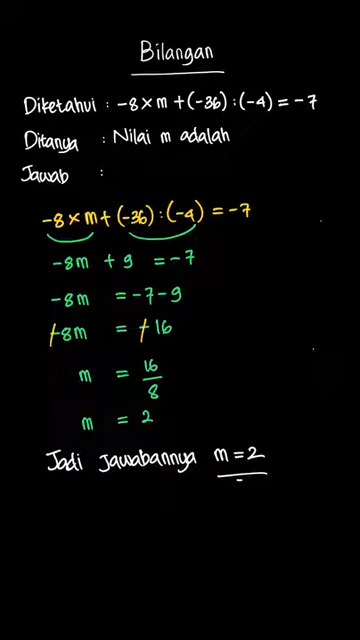 Bilangan
Diketahui : -8 × m + (-36) : (-4) = -7
Ditanya : Nilai m adalah
Jawab :
-8 × m + (-36) : (-4) = -7
-8m + 9 = -7
-8m = -7 - 9
-8m = -16
m = 16/8
m = 2
Jadi jawabannya m = 2